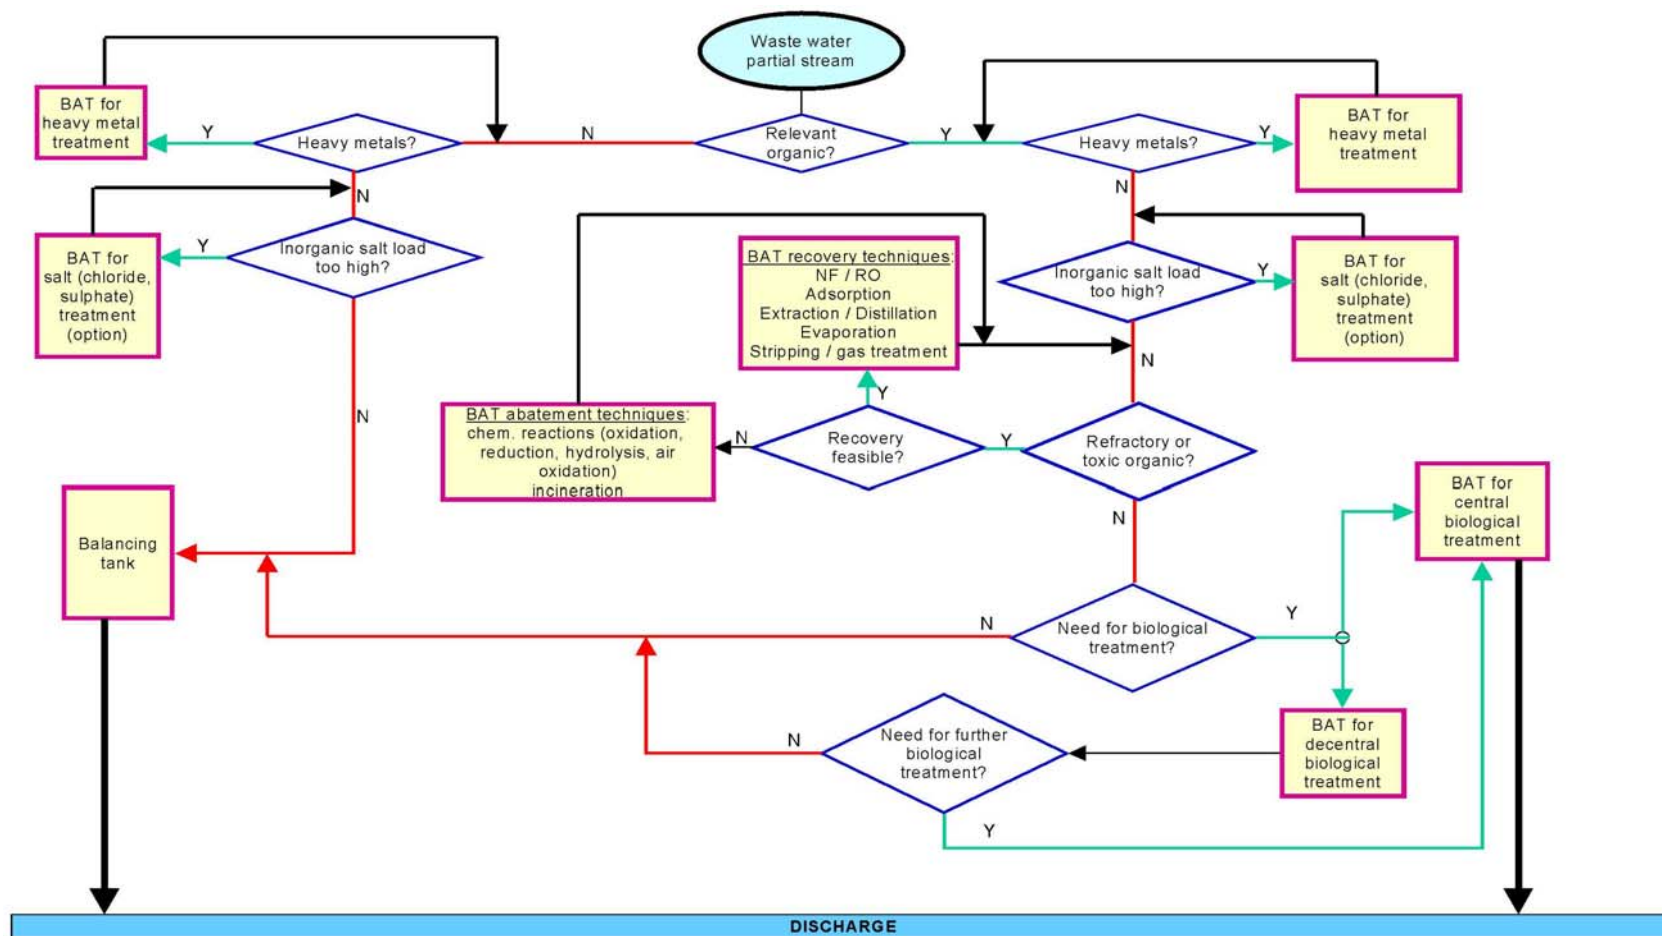 Waste water
partial stream
BAT for
heavy metal
treatment
Y
Heavy metals?
N
Relevant
organic?
Y
Heavy metals?
Y
BAT for
heavy metal
treatment
N
N
BAT for
salt (chloride,
sulphate)
treatment
(option)
Y
Inorganic salt load
too high?
BAT recovery techniques:
NF / RO
Adsorption
Extraction / Distillation
Evaporation
Stripping / gas treatment
Inorganic salt load
too high?
Y
BAT for
salt (chloride,
sulphate)
treatment
(option)
N
Y
N
BAT abatement techniques:
chem. reactions (oxidation,
reduction, hydrolysis, air
oxidation)
incineration
N
Recovery
feasible?
Y
Refractory or
toxic organic?
N
BAT for
central
biological
treatment
Balancing
tank
N
Need for biological
treatment?
Y
N
Need for further
biological
treatment?
BAT for
decentral
biological
treatment
Y
DISCHARGE